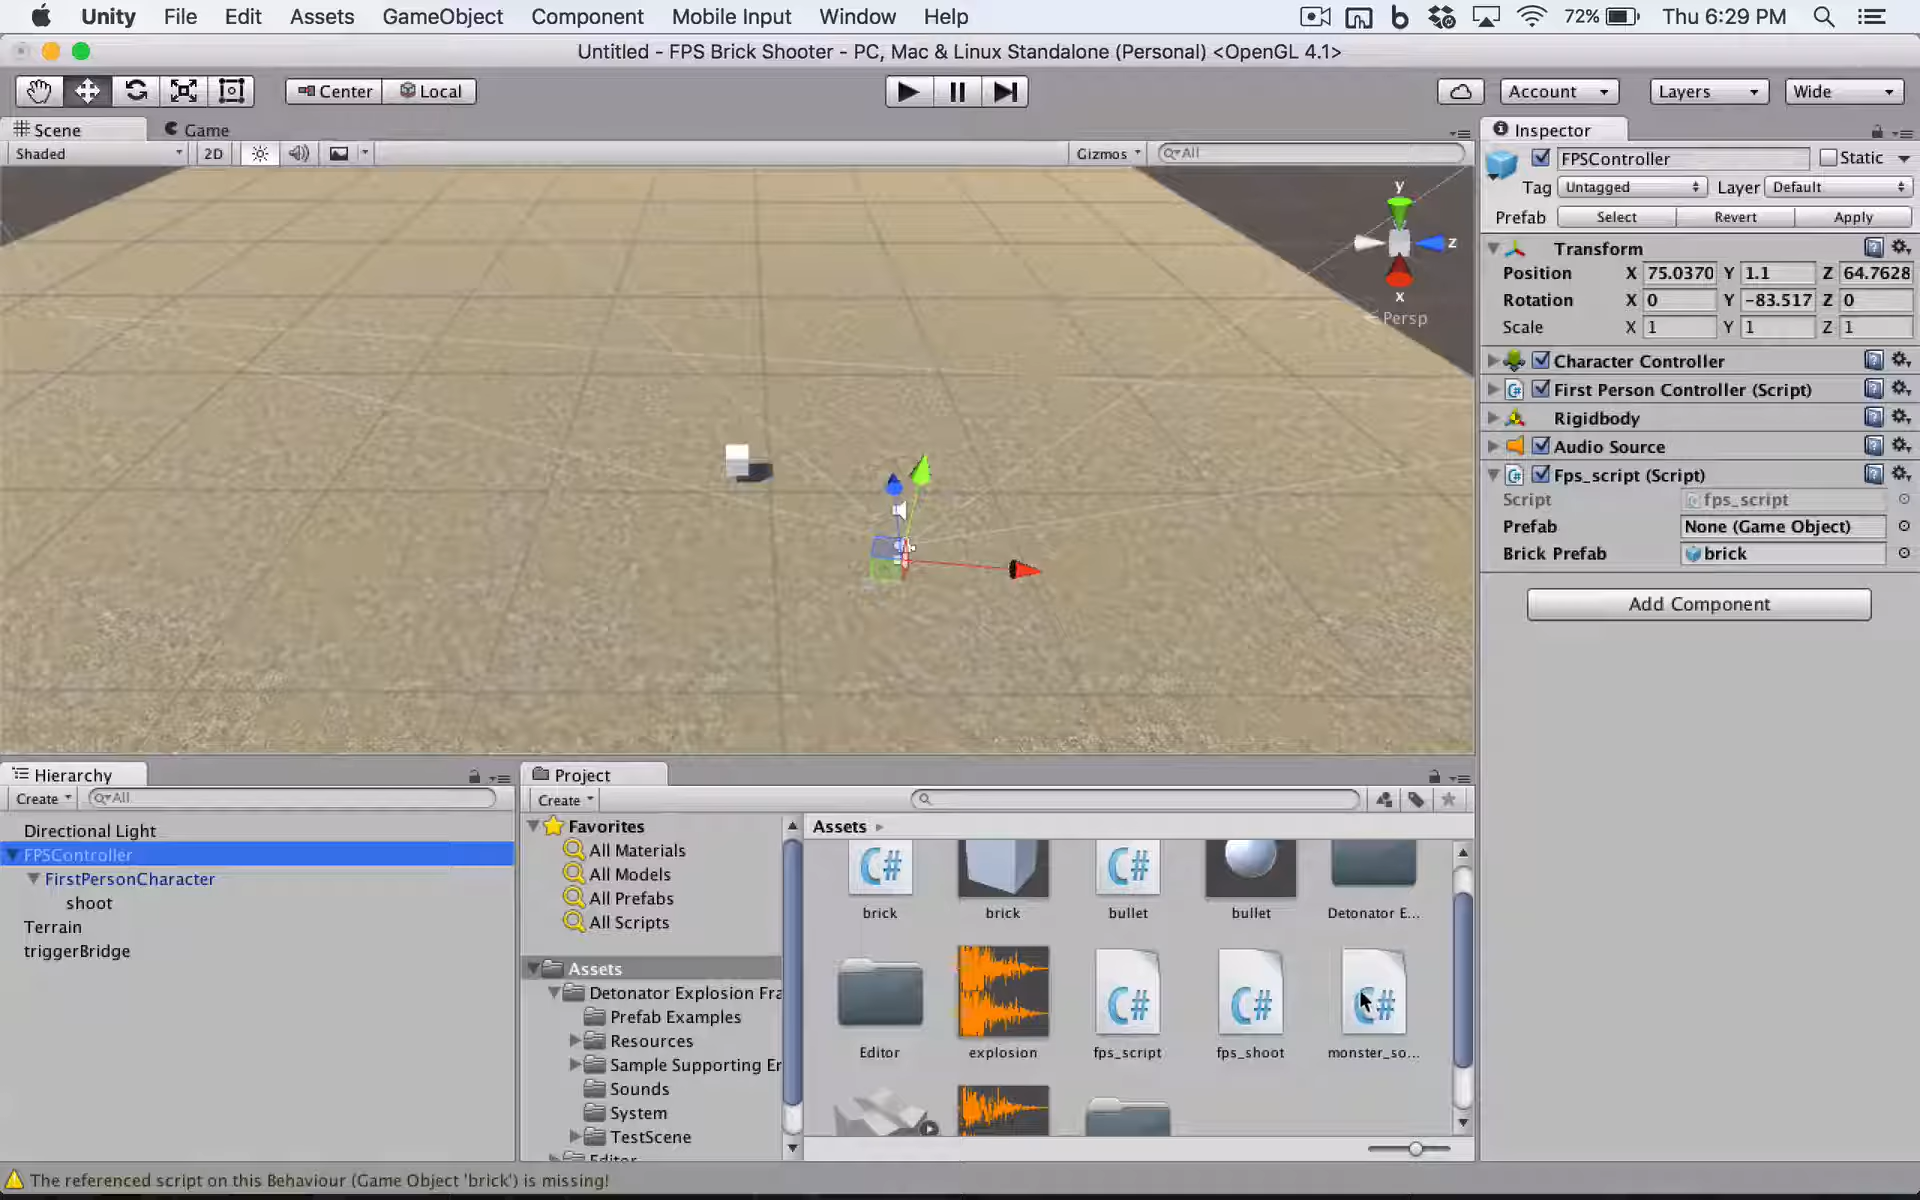 Unity File Edit Assets GameObject Component Mobile Input Window Help 72% Thu 6:29 PM
Untitled - FPS Brick Shooter - PC, Mac & Linux Standalone (Personal) <OpenGL 4.1>
Center Local Account Layers Wide
Scene Game
Shaded 2D Gizmos All
y
z
x
Persp
Inspector
FPSController Static
Tag Untagged Layer Default
Prefab Select Revert Apply
Transform
Position X 75.0370 Y 1.1 Z 64.7628
Rotation X 0 Y -83.517 Z 0
Scale X 1 Y 1 Z 1
Character Controller
First Person Controller (Script)
Rigidbody
Audio Source
Fps_script (Script)
Script fps_script
Prefab None (Game Object)
Brick Prefab brick
Add Component
Hierarchy
Create All
Directional Light
FPSController
FirstPersonCharacter
shoot
Terrain
triggerBridge
Project
Create
Favorites
All Materials
All Models
All Prefabs
All Scripts
Assets
Detonator Explosion Fra
Prefab Examples
Resources
Sample Supporting Er
Sounds
System
TestScene
Editor
Assets
C# C#
brick brick bullet bullet Detonator E...
C# C# C#
Editor explosion fps_script fps_shoot monster_so...
The referenced script on this Behaviour (Game Object 'brick') is missing!